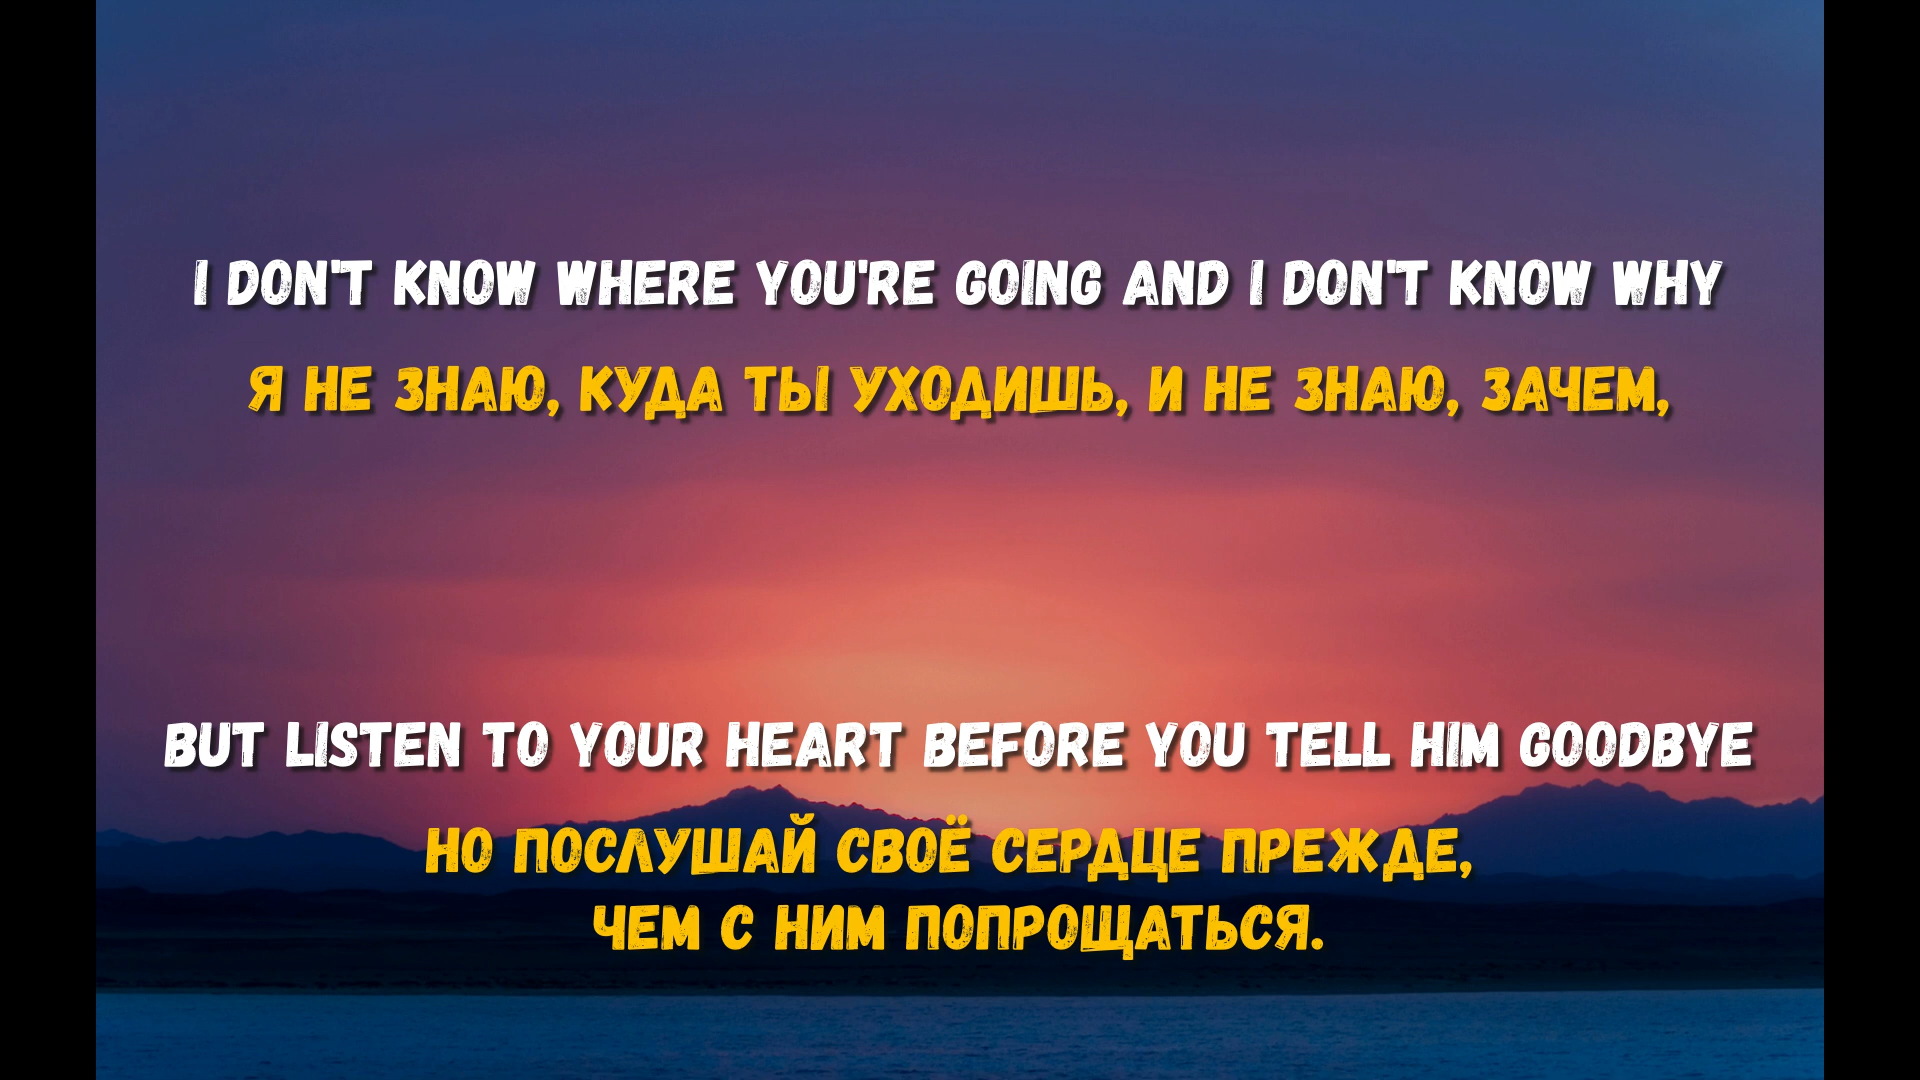 I DON'T KNOW WHERE YOU'RE GOING AND I DON'T KNOW WHY
Я НЕ ЗНАЮ, КУДА ТЫ УХОДИШЬ, И НЕ ЗНАЮ, ЗАЧЕМ,
BUT LISTEN TO YOUR HEART BEFORE YOU TELL HIM GOODBYE
НО ПОСЛУШАЙ СВОЁ СЕРДЦЕ ПРЕЖДЕ,
ЧЕМ С НИМ ПОПРОЩАТЬСЯ.